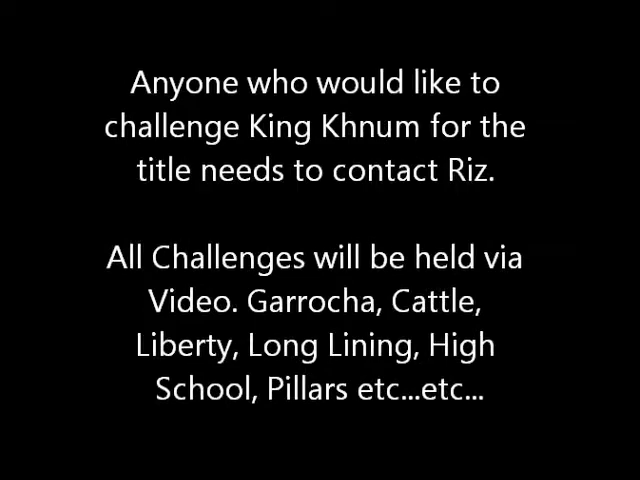 Anyone who would like to
challenge King Khnum for the
title needs to contact Riz.
All Challenges will be held via
Video. Garrocha, Cattle,
Liberty, Long Lining, High
School, Pillars etc...etc...